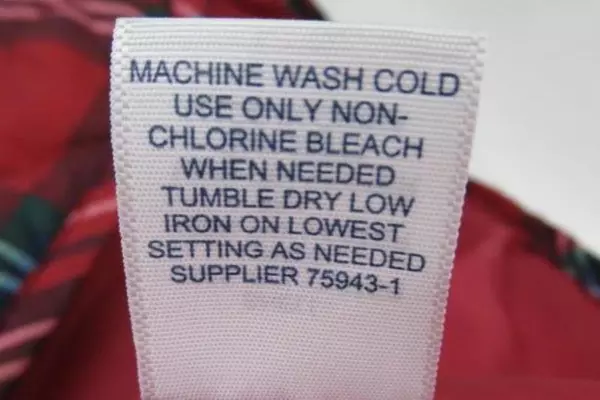 MACHINE WASH COLD
USE ONLY NON-
CHLORINE BLEACH
WHEN NEEDED
TUMBLE DRY LOW
IRON ON LOWEST
SETTING AS NEEDED
SUPPLIER 75943-1